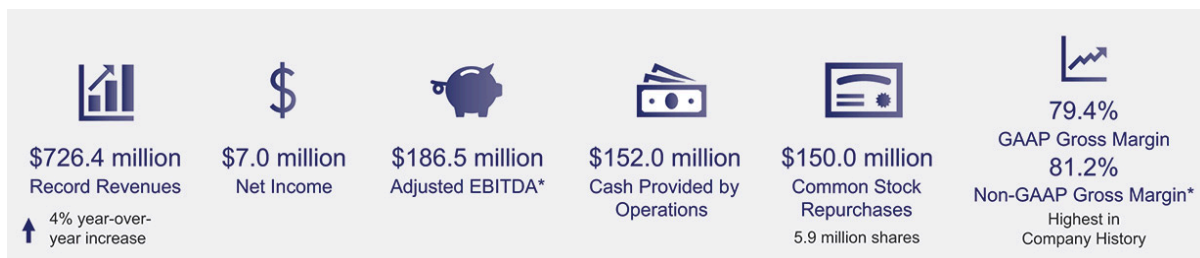 $726.4 million
Record Revenues
4% year-over-
year increase
$7.0 million
Net Income
$186.5 million
Adjusted EBITDA*
$152.0 million
Cash Provided by
Operations
$150.0 million
Common Stock
Repurchases
5.9 million shares
79.4%
GAAP Gross Margin
81.2%
Non-GAAP Gross Margin*
Highest in
Company History